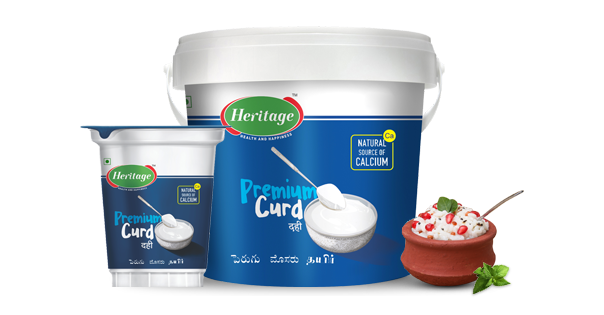 Heritage
HEALTH AND HAPPINESS
Ca
NATURAL
SOURCE OF
CALCIUM
Premium
Curd
दही
పెరుగు ಮೊಸರು தயிர்
Heritage
NATURAL
SOURCE OF
CALCIUM
Premium
Curd
दही